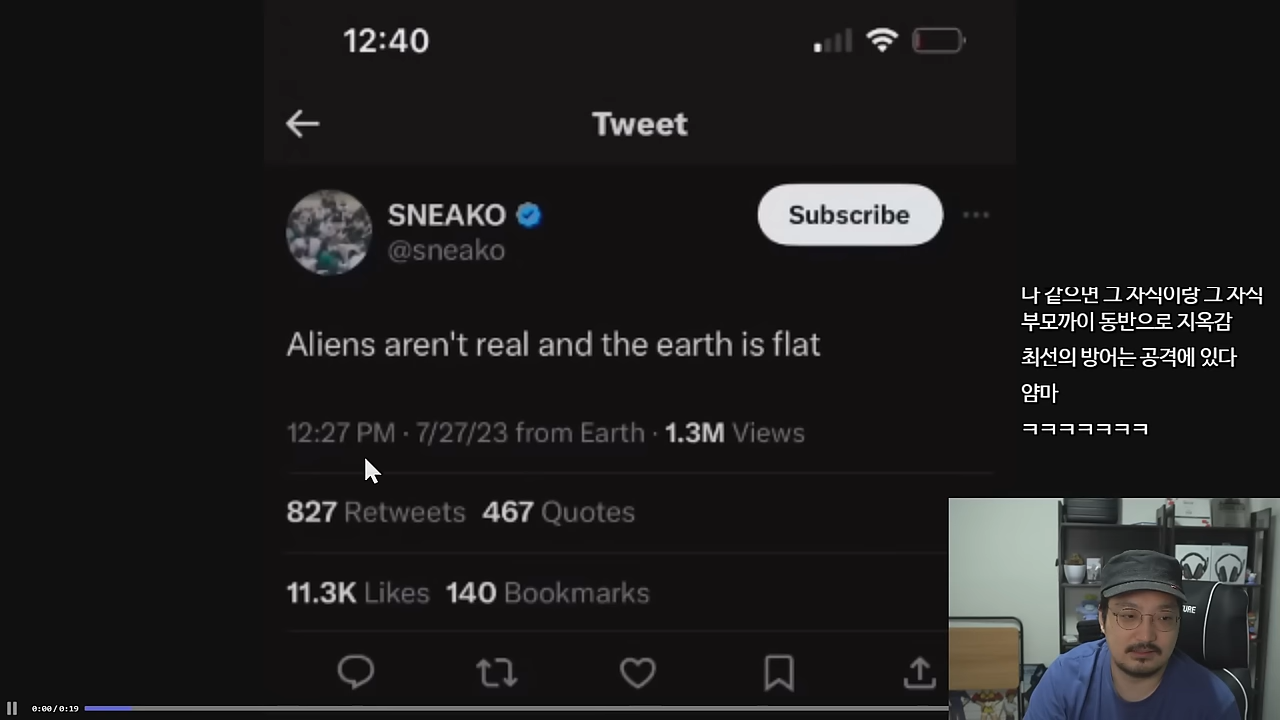 12:40
Tweet
SNEAKO
@sneako
Subscribe
Aliens aren't real and the earth is flat
12:27 PM · 7/27/23 from Earth · 1.3M Views
827 Retweets 467 Quotes
11.3K Likes 140 Bookmarks
나 같으면 그 자식이랑 그 자식
부모까이 동반으로 지옥감
최선의 방어는 공격에 있다
얌마
ㅋㅋㅋㅋㅋㅋㅋ
URE
0:00/0:19